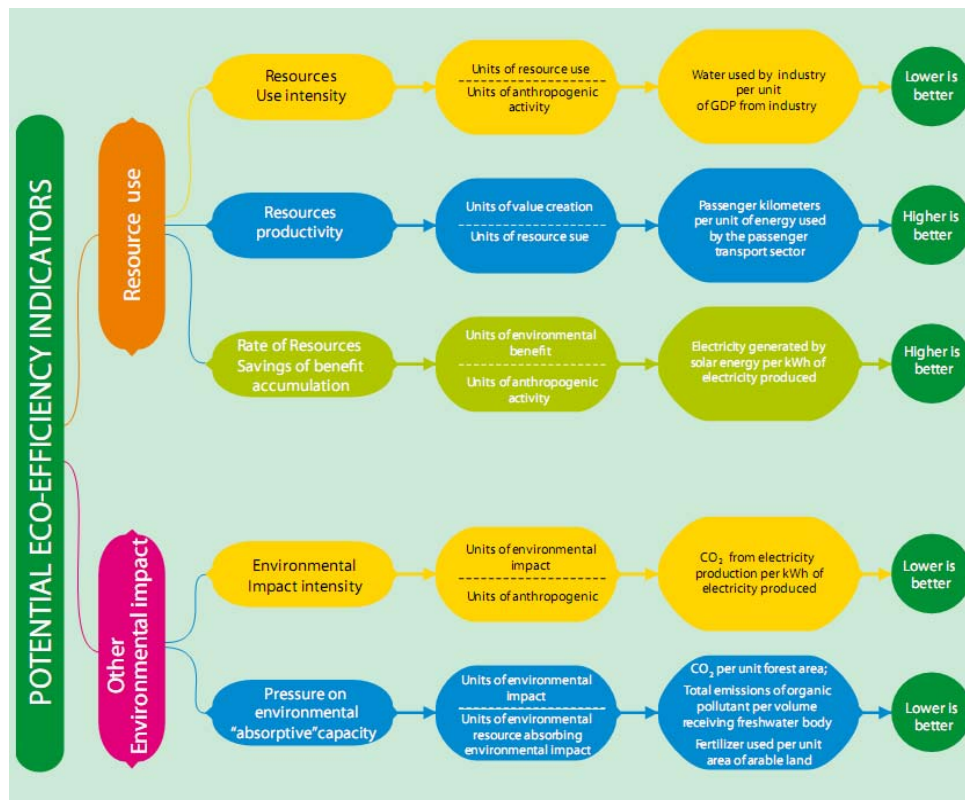 POTENTIAL ECO-EFFICIENCY INDICATORS
Resource use
Resources
Use intensity
Units of resource use
Units of anthropogenic
activity
Water used by industry
per unit
of GDP from industry
Lower is
better
Resources
productivity
Units of value creation
Units of resource sue
Passenger kilometers
per unit of energy used
by the passenger
transport sector
Higher is
better
Rate of Resources
Savings of benefit
accumulation
Units of environmental
benefit
Units of anthropogenic
activity
Electricity generated by
solar energy per kWh of
electricity produced
Higher is
better
Other
Environmental impact
Environmental
Impact intensity
Units of environmental
impact
Units of anthropogenic
CO₂ from electricity
production per kWh of
electricity produced
Lower is
better
Pressure on
environmental
“absorptive”capacity
Units of environmental
impact
Units of environmental
resource absorbing
environmental impact
CO₂ per unit forest area;
Total emissions of organic
pollutant per volume
receiving freshwater body
Fertilizer used per unit
area of arable land
Lower is
better